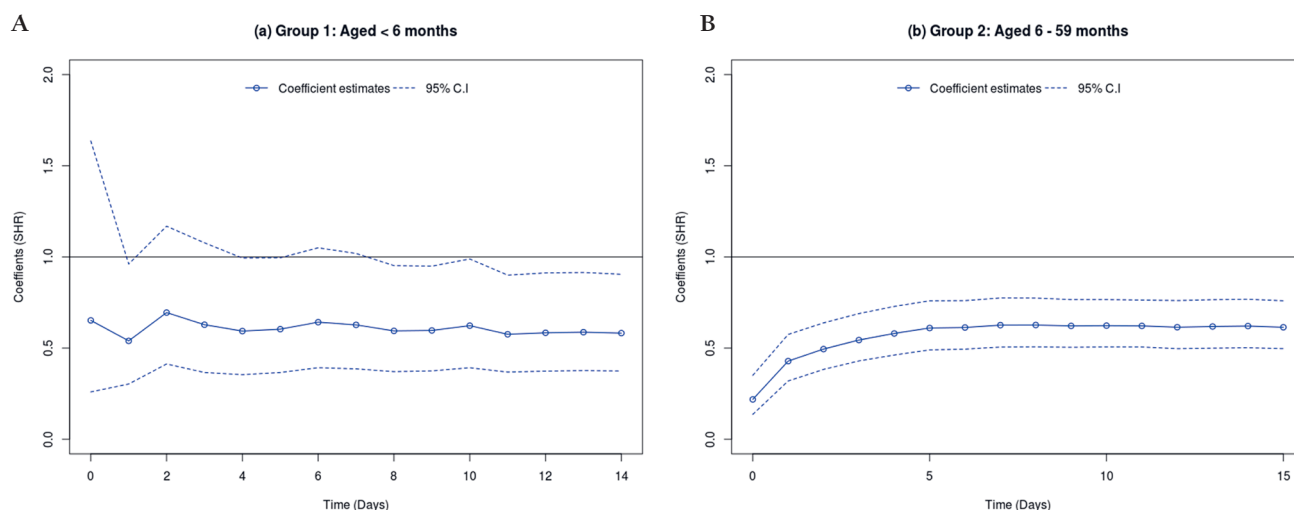 A
(a) Group 1: Aged < 6 months
Coefficient estimates
95% C.I
Coeffients (SHR)
2.0
1.5
1.0
0.5
0.0
0 2 4 6 8 10 12 14
Time (Days)
B
(b) Group 2: Aged 6 - 59 months
Coefficient estimates
95% C.I
Coeffients (SHR)
2.0
1.5
1.0
0.5
0.0
0 5 10 15
Time (Days)